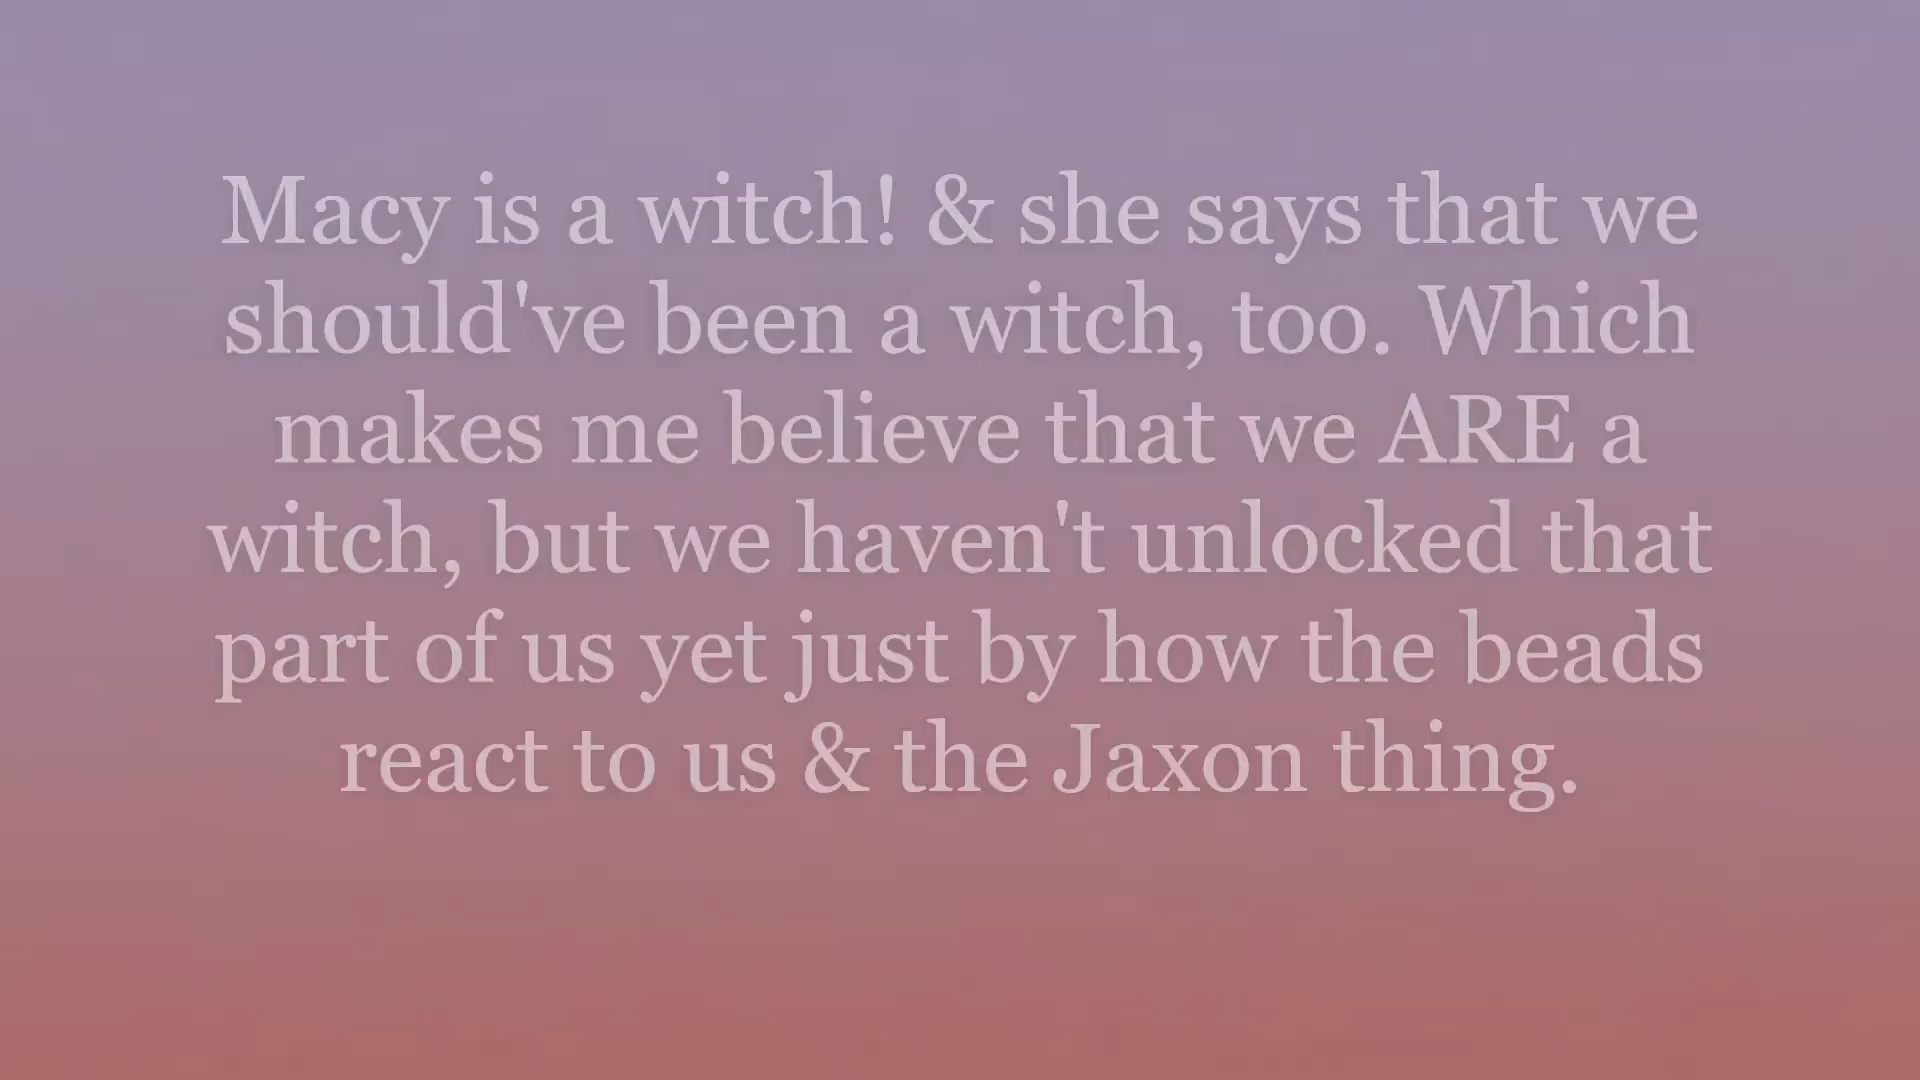 Macy is a witch! & she says that we
should've been a witch, too. Which
makes me believe that we ARE a
witch, but we haven't unlocked that
part of us yet just by how the beads
react to us & the Jaxon thing.